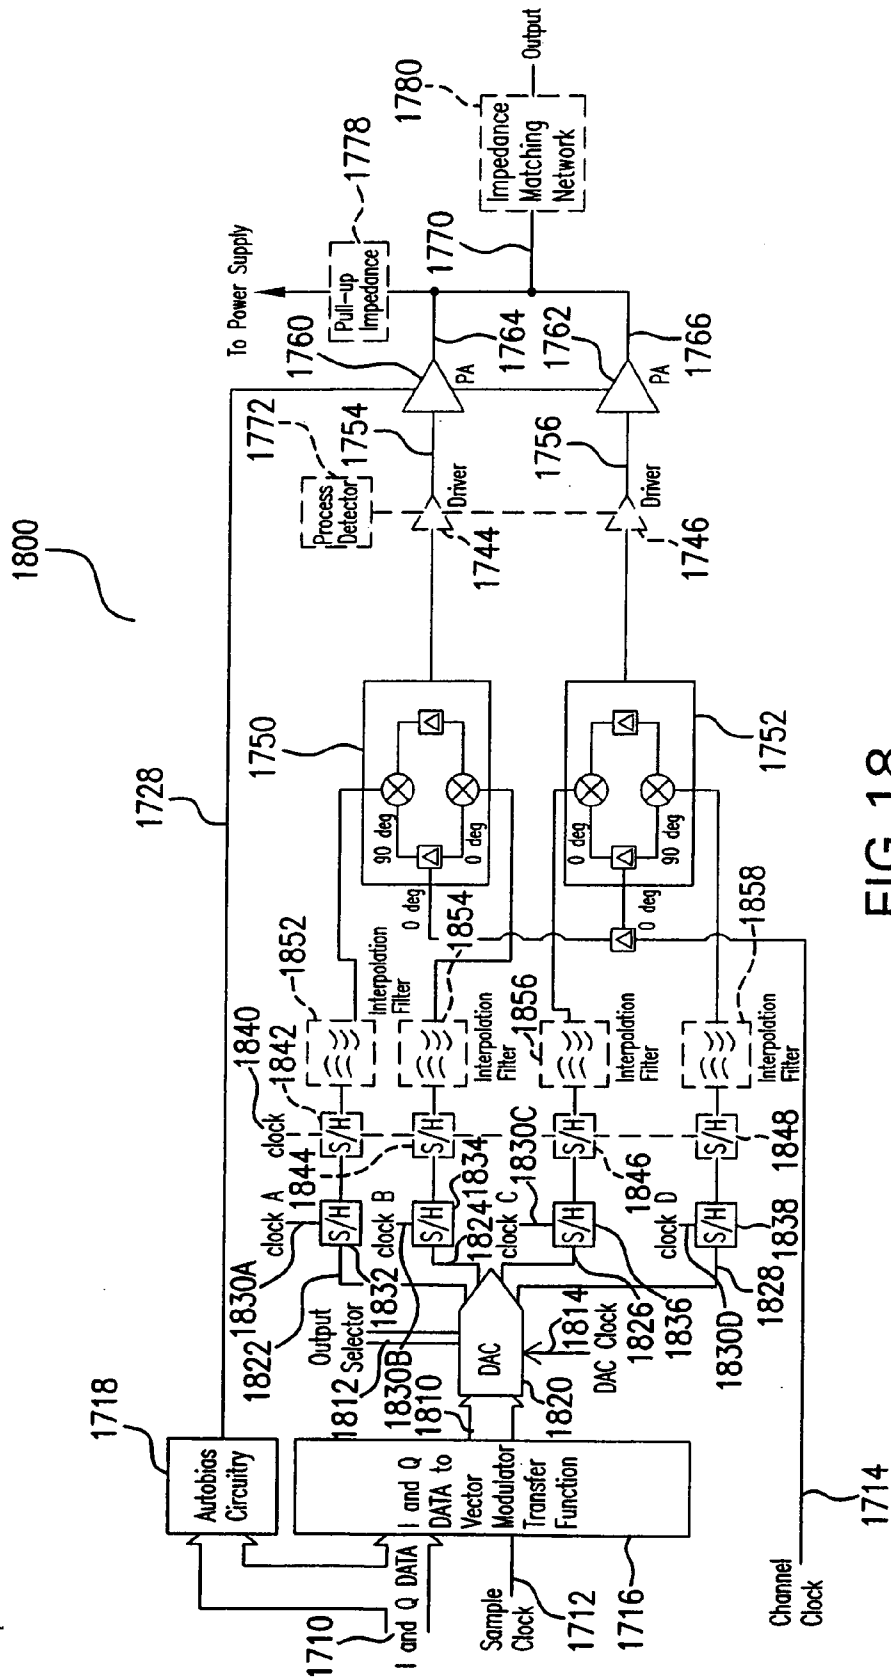 1800
1718
Autobias
Circuitry
1728
1710
I and Q DATA
I and Q
DATA to
Vector
Modulator
Transfer
Function
Sample
Clock
1712
1716
Channel
Clock
1714
1810
1812
Output
Selector
DAC
1820
DAC Clock
1814
1822
1824
1826
1828
1830A
clock A
S/H
1832
1830B
clock B
S/H
1834
1830C
clock C
S/H
1836
1830D
clock D
S/H
1838
1840
clock
1842
S/H
1844
S/H
1846
S/H
1848
S/H
1852
Interpolation
Filter
1854
Interpolation
Filter
1856
Interpolation
Filter
1858
Interpolation
Filter
1750
90 deg
0 deg
0 deg
1752
0 deg
90 deg
0 deg
1772
Process
Detector
1744
Driver
1746
Driver
1754
1756
1760
PA
1762
PA
1764
1766
To Power Supply
Pull-up
Impedance
1778
1770
1780
Impedance
Matching
Network
Output
FIG.18